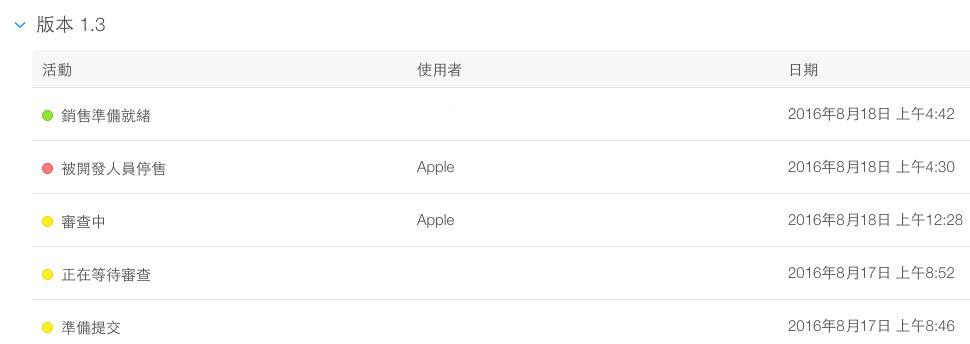 版本 1.3
活動 使用者 日期
銷售準備就緒 2016年8月18日 上午4:42
被開發人員停售 Apple 2016年8月18日 上午4:30
審查中 Apple 2016年8月18日 上午12:28
正在等待審查 2016年8月17日 上午8:52
準備提交 2016年8月17日 上午8:46